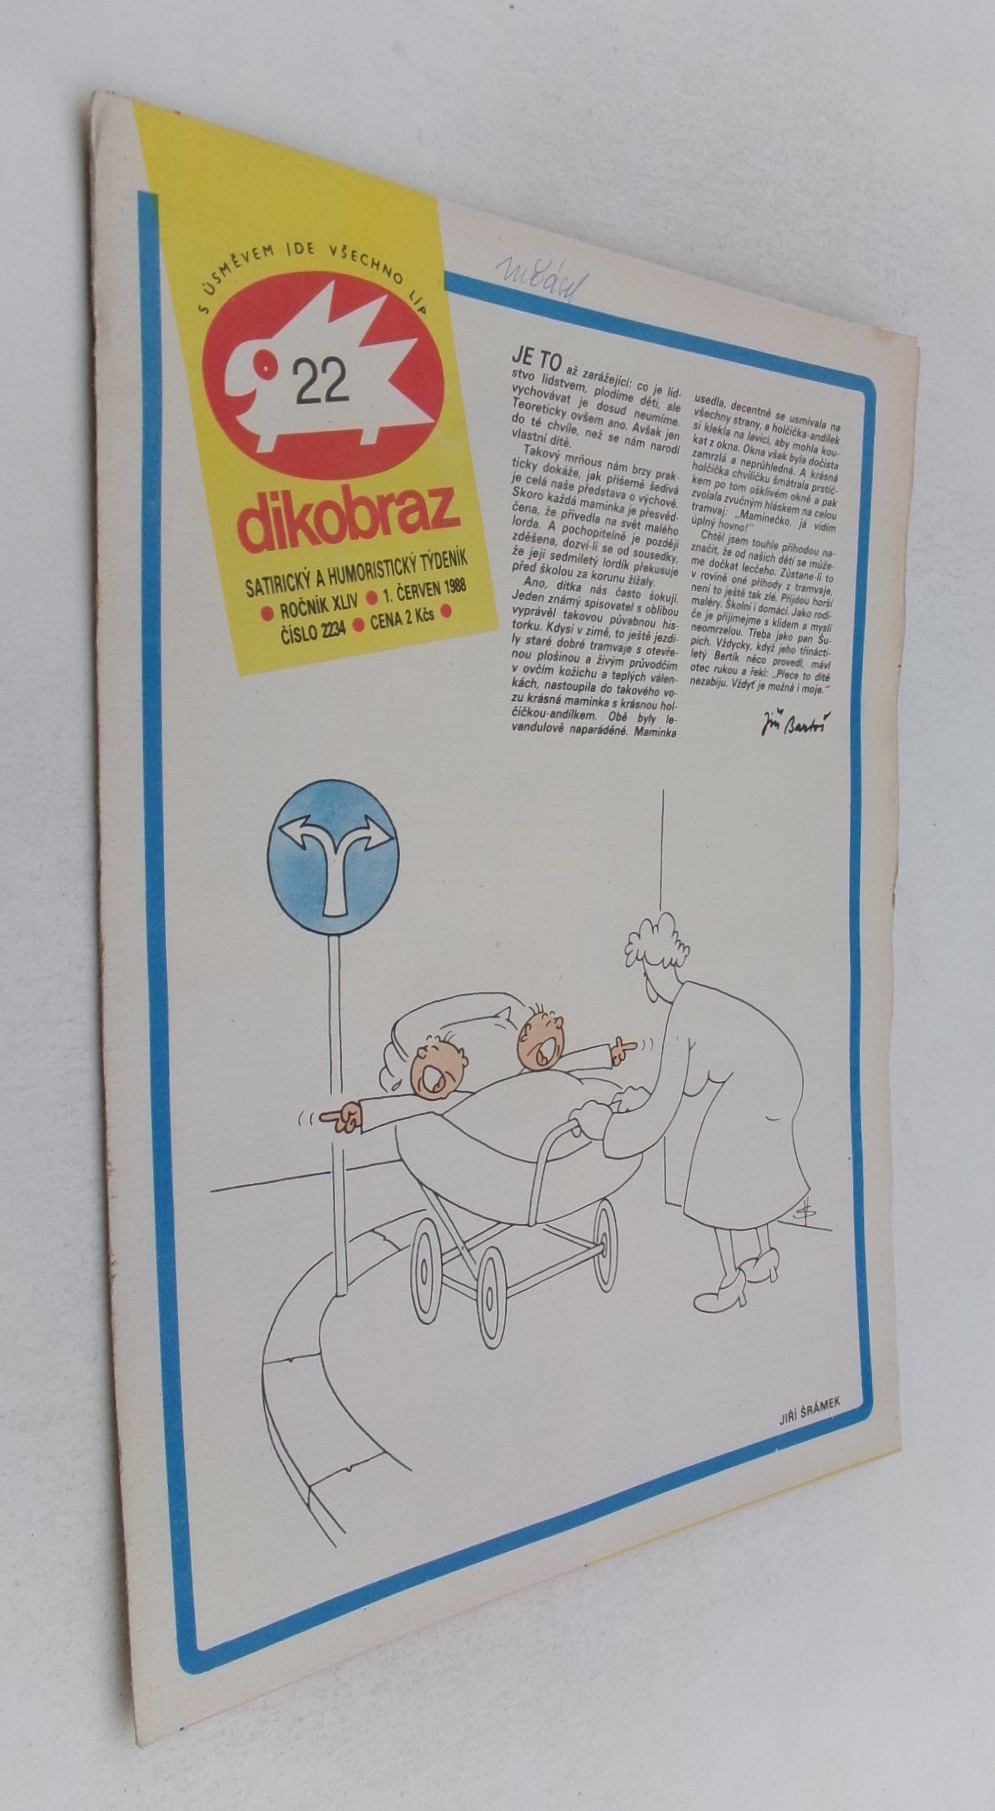 S ÚSMĚVEM JDE VŠECHNO LÍP
22
dikobraz
SATIRICKÝ A HUMORISTICKÝ TÝDENÍK
● ROČNÍK XLIV ● 1. ČERVEN 1988
ČÍSLO 2234 ● CENA 2 Kčs ●
JE TO až zarážející: co je lid-
stvo lidstvem, plodíme děti, ale
vychovávat je dosud neumíme.
Teoreticky ovšem ano. Avšak jen
do té chvíle, než se nám narodí
vlastní dítě.
Takový mrňous nám brzy prak-
ticky dokáže, jak příšerně šedivá
je celá naše představa o výchově.
Skoro každá maminka je přesvěd-
čena, že přivedla na svět malého
lorda. A pochopitelně je později
zděšena, dozví-li se od sousedky,
že její sedmiletý lordík překusuje
před školou za korunu žížaly.
Ano, dítka nás často šokují.
Jeden známý spisovatel s oblibou
vyprávěl takovou půvabnou his-
torku. Kdysi v zimě, to ještě jezdi-
ly staré dobré tramvaje s otevře-
nou plošinou a živým průvodčím
v ovčím kožichu a teplých válen-
kách, nastoupila do takového vo-
zu krásná maminka s krásnou hol-
čičkou-andílkem. Obě byly le-
vandulově naparáděné. Maminka
usedla, decentně se usmívala na
všechny strany, a holčička-andílek
si klekla na lavici, aby mohla kou-
kat z okna. Okna však byla dočista
zamrzlá a neprůhledná. A krásná
holčička chviličku šmátrala prstíč-
kem po tom ošklivém okně a pak
zvolala zvučným hláskem na celou
tramvaj: „Maminečko, já vidím
úplný hovno!"
Chtěl jsem touhle příhodou na-
značit, že od našich dětí se může-
me dočkat lecčeho. Zůstane-li to
v rovině oné příhody z tramvaje,
není to ještě tak zlé. Přijdou horší
maléry. Školní i domácí. Jako rodi-
če je přijímejme s klidem a myslí
neomrzelou. Třeba jako pan Šu-
pich. Vždycky, když jeho třinácti-
letý Bertík něco provedl, mávl
otec rukou a řekl: „Přece to dítě
nezabiju. Vždyť je možná i moje."
Jiří Bartoš
JIŘÍ ŠRÁMEK